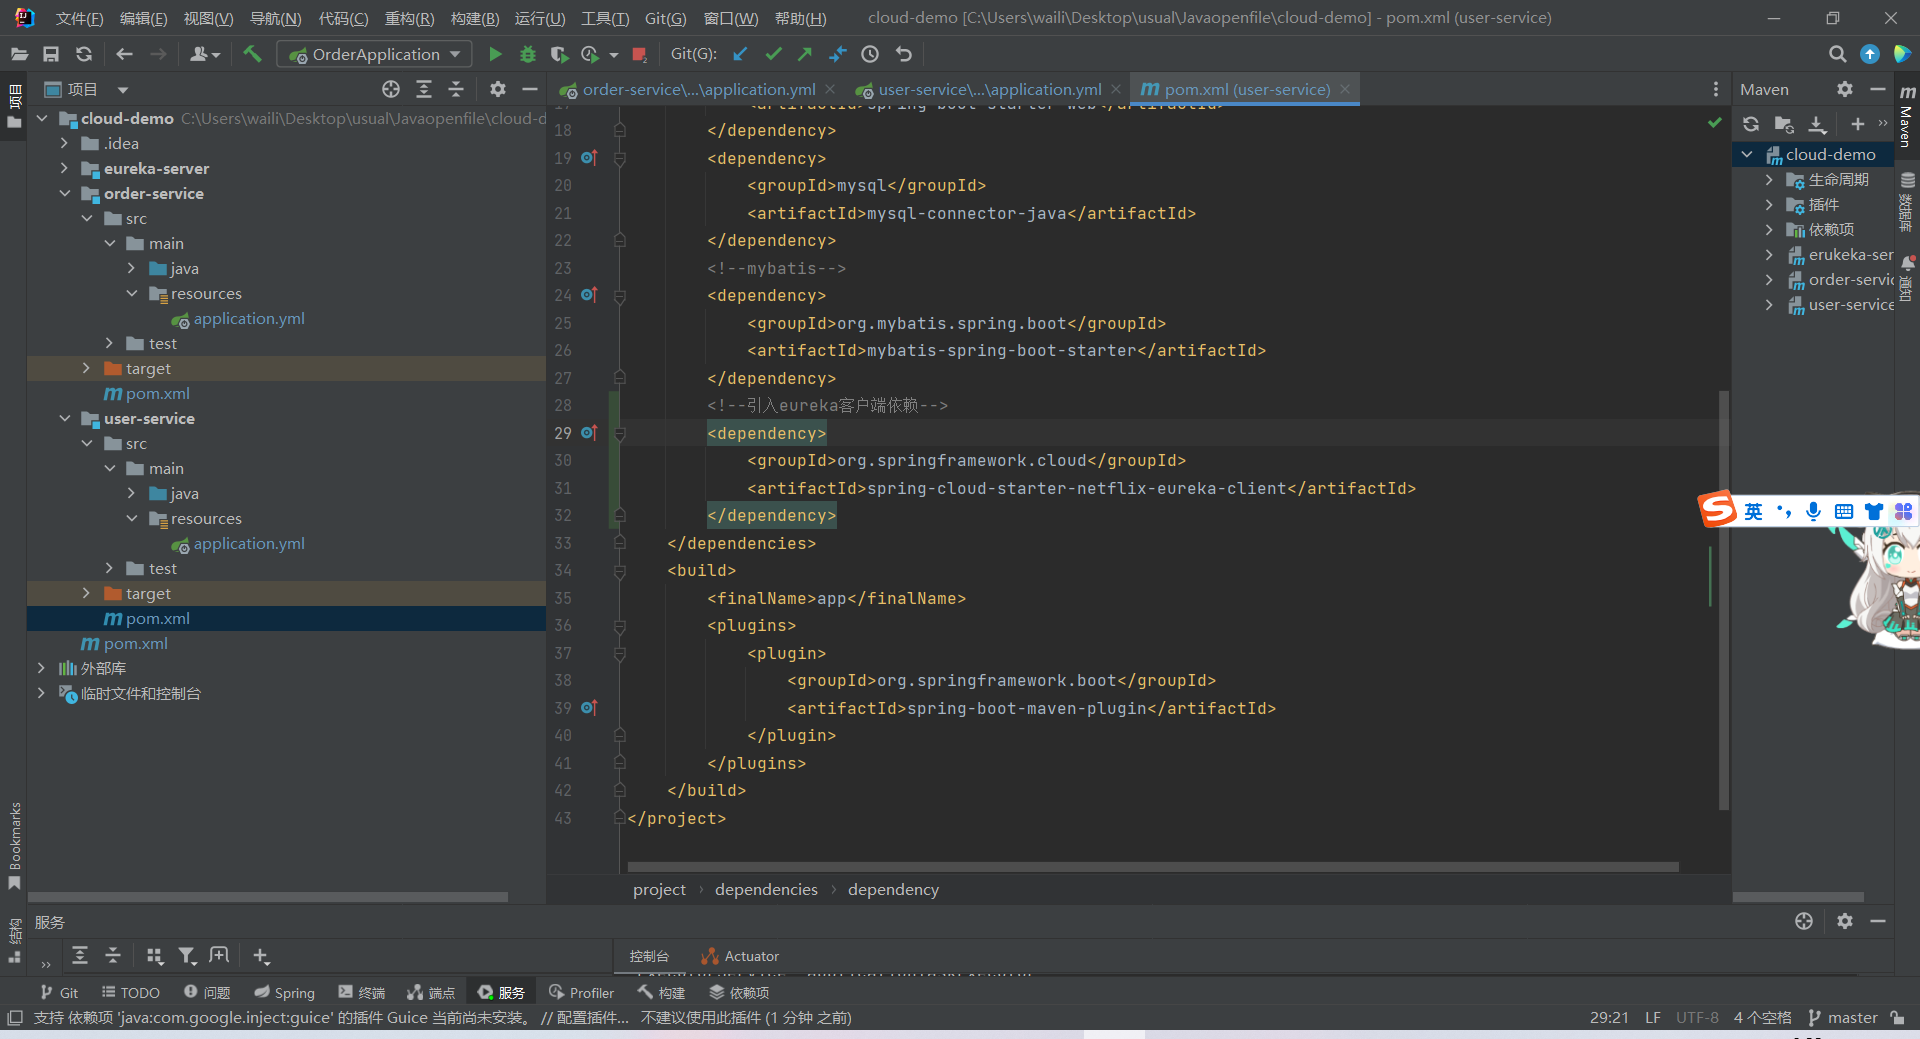 文件(F) 编辑(E) 视图(V) 导航(N) 代码(C) 重构(R) 构建(B) 运行(U) 工具(T) Git(G) 窗口(W) 帮助(H) cloud-demo [C:\Users\waili\Desktop\usual\Javaopenfile\cloud-demo] - pom.xml (user-service)
OrderApplication Git(G):
项目
order-service\...\application.yml user-service\...\application.yml pom.xml (user-service)
Maven
项目
cloud-demo C:\Users\waili\Desktop\usual\Javaopenfile\cloud-d
.idea
eureka-server
order-service
src
main
java
resources
application.yml
test
target
pom.xml
user-service
src
main
java
resources
application.yml
test
target
pom.xml
pom.xml
外部库
临时文件和控制台
17 <artifactId>spring-boot-starter-web</artifactId>
18 </dependency>
19 <dependency>
20 <groupId>mysql</groupId>
21 <artifactId>mysql-connector-java</artifactId>
22 </dependency>
23 <!--mybatis-->
24 <dependency>
25 <groupId>org.mybatis.spring.boot</groupId>
26 <artifactId>mybatis-spring-boot-starter</artifactId>
27 </dependency>
28 <!--引入eureka客户端依赖-->
29 <dependency>
30 <groupId>org.springframework.cloud</groupId>
31 <artifactId>spring-cloud-starter-netflix-eureka-client</artifactId>
32 </dependency>
33 </dependencies>
34 <build>
35 <finalName>app</finalName>
36 <plugins>
37 <plugin>
38 <groupId>org.springframework.boot</groupId>
39 <artifactId>spring-boot-maven-plugin</artifactId>
40 </plugin>
41 </plugins>
42 </build>
43 </project>
project › dependencies › dependency
cloud-demo
生命周期
插件
依赖项
erukeka-ser
order-servic
user-service
Maven
数据库
通知
英
Bookmarks
结构
服务
控制台 Actuator
Git TODO 问题 Spring 终端 端点 服务 Profiler 构建 依赖项
支持 依赖项 'java:com.google.inject:guice' 的插件 Guice 当前尚未安装。 // 配置插件... 不建议使用此插件 (1 分钟 之前) 29:21 LF UTF-8 4 个空格 master